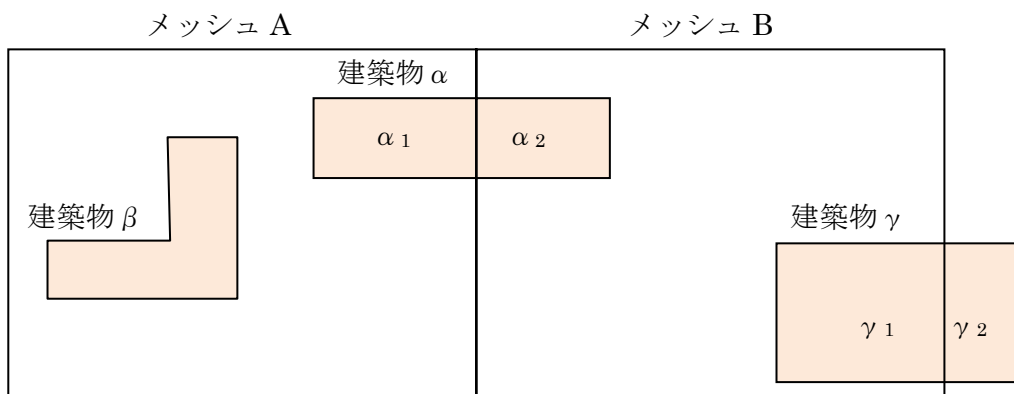 メッシュ A
メッシュ B
建築物 α
α 1
α 2
建築物 β
建築物 γ
γ 1
γ 2